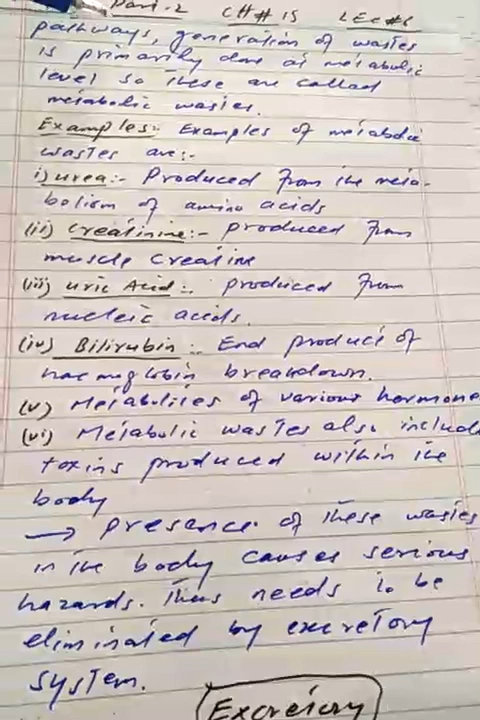 Part-2 CH#15 LEC#6
pathways, generation of wastes
is primarily done at metabolic
level so these are called
metabolic wastes.
Examples:- Examples of metabolic
wastes are:-
i) urea:- Produced from the meta-
bolism of amino acids
(ii) Creatinine:- produced from
muscle creatine
(iii) Uric Acid:- produced from
nucleic acids.
(iv) Bilirubin:- End product of
haemoglobin breakdown.
(v) Metabolites of various hormone
(vi) Metabolic wastes also includ
toxins produced within the
body
→ presence of these wastes
in the body causes serious
hazards. Thus needs to be
eliminated by excretory
system.
Excretory